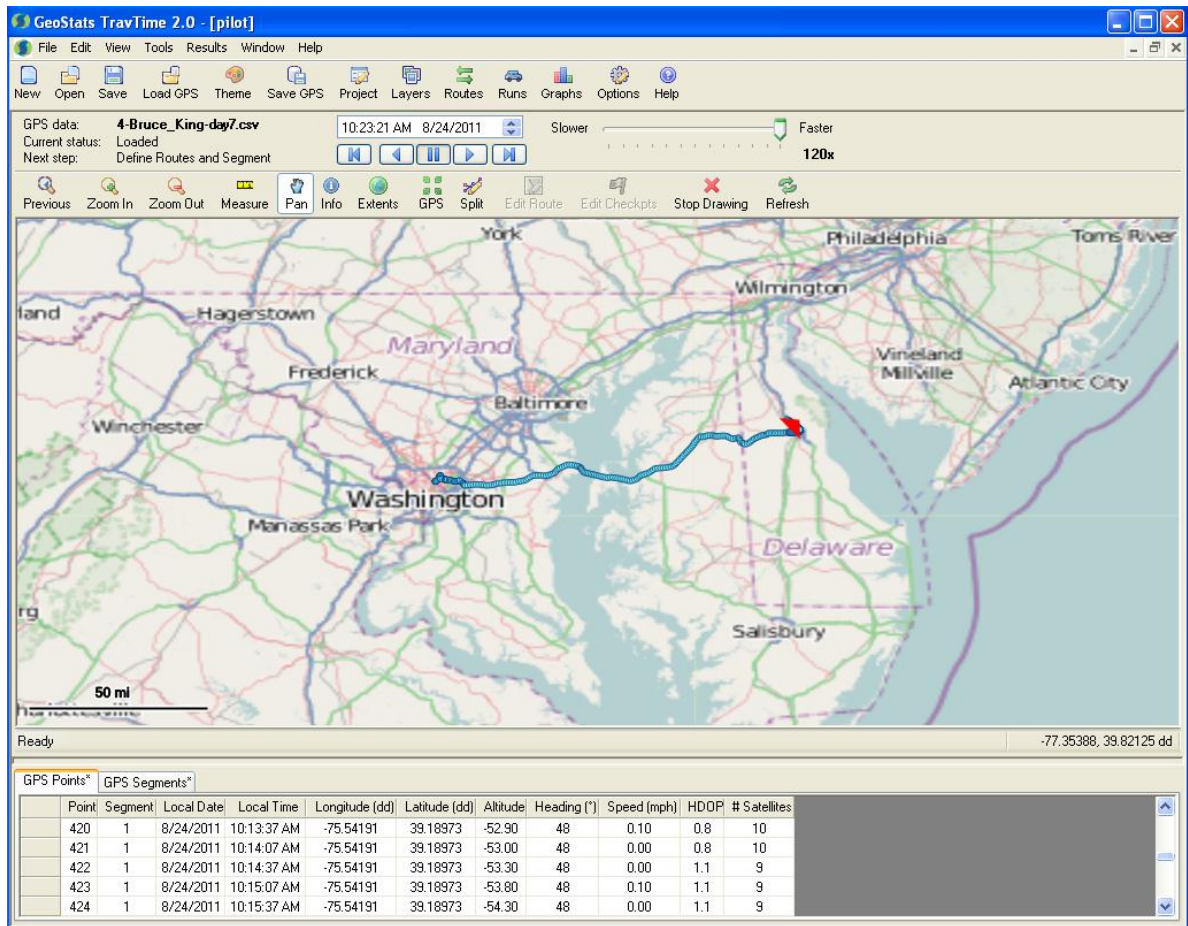 GeoStats TravTime 2.0 - [pilot]
File Edit View Tools Results Window Help
New Open Save Load GPS Theme Save GPS Project Layers Routes Runs Graphs Options Help
GPS data: 4-Bruce_King-day7.csv
Current status: Loaded
Next step: Define Routes and Segment
10:23:21 AM 8/24/2011
Slower Faster
120x
Previous Zoom In Zoom Out Measure Pan Info Extents GPS Split Edit Route Edit Checkpts Stop Drawing Refresh
York
Philadelphia
Toms River
Wilmington
land
Hagerstown
Maryland
Vineland
Millville
Frederick
Atlantic City
Baltimore
Winchester
Washington
Manassas Park
Delaware
rg
Salisbury
50 mi
Ready
-77.35388, 39.82125 dd
GPS Points* GPS Segments*
Point Segment Local Date Local Time Longitude (dd) Latitude (dd) Altitude Heading (°) Speed (mph) HDOP # Satellites
420 1 8/24/2011 10:13:37 AM -75.54191 39.18973 -52.90 48 0.10 0.8 10
421 1 8/24/2011 10:14:07 AM -75.54191 39.18973 -53.00 48 0.00 0.8 10
422 1 8/24/2011 10:14:37 AM -75.54191 39.18973 -53.30 48 0.00 1.1 9
423 1 8/24/2011 10:15:07 AM -75.54191 39.18973 -53.80 48 0.10 1.1 9
424 1 8/24/2011 10:15:37 AM -75.54191 39.18973 -54.30 48 0.00 1.1 9